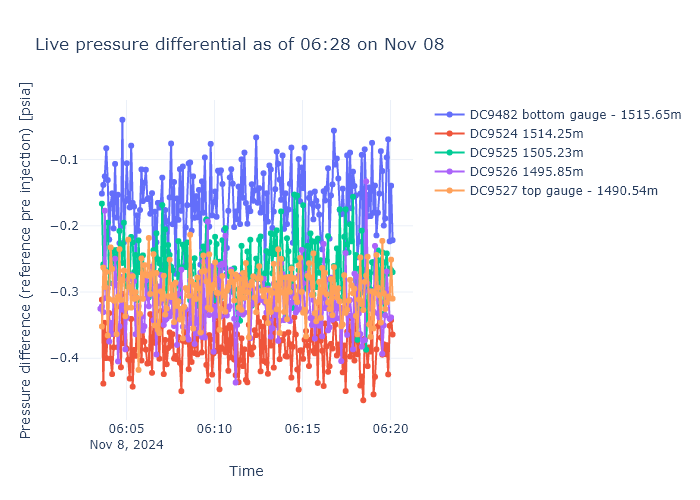 Live pressure differential as of 06:28 on Nov 08
Pressure difference (reference pre injection) [psia]
−0.1
−0.2
−0.3
−0.4
06:05
06:10
06:15
06:20
Nov 8, 2024
Time
DC9482 bottom gauge - 1515.65m
DC9524 1514.25m
DC9525 1505.23m
DC9526 1495.85m
DC9527 top gauge - 1490.54m